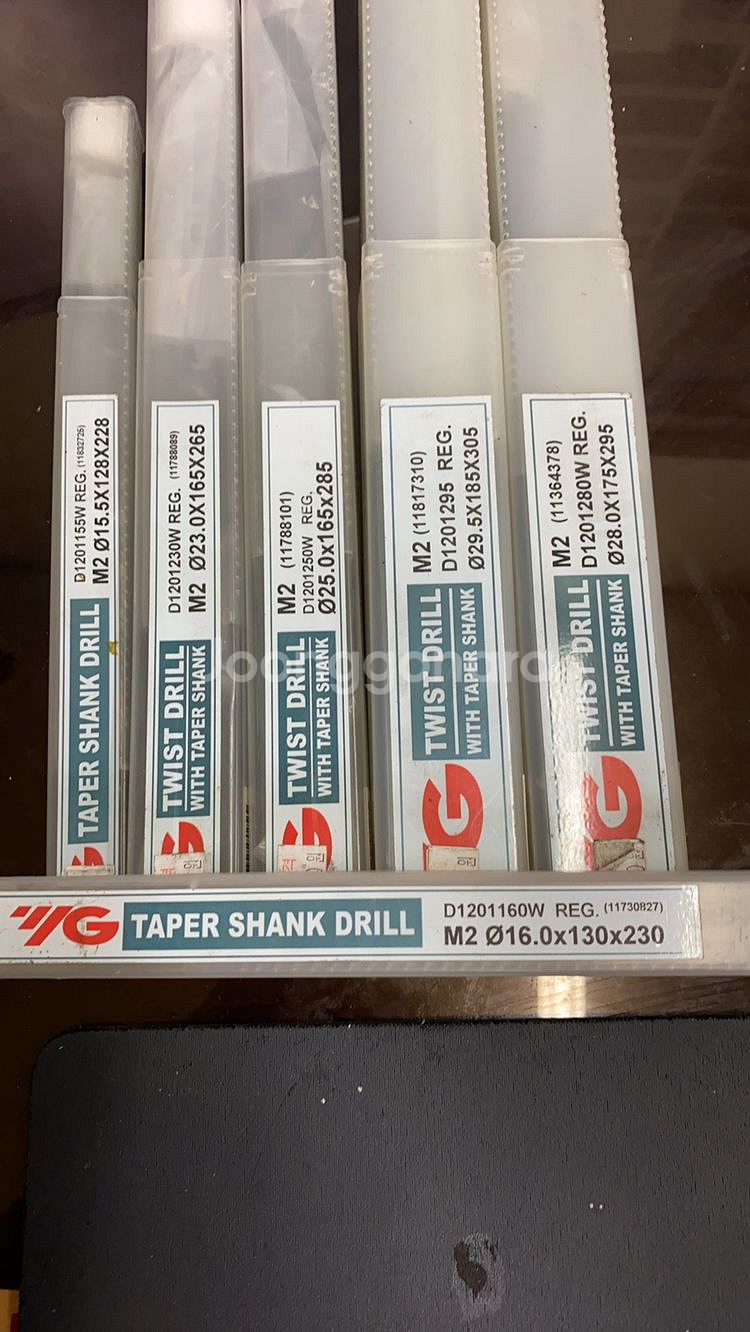 D1201155W REG. (11832725)
M2 Ø15.5X128X228
TAPER SHANK DRILL
D1201230W REG. (11788089)
M2 Ø23.0X165X265
TWIST DRILL
WITH TAPER SHANK
M2 (11788101)
D1201250W REG.
Ø25.0x165x285
TWIST DRILL
WITH TAPER SHANK
M2 (11817310)
D1201295 REG.
Ø29.5X185X305
TWIST DRILL
WITH TAPER SHANK
G
M2 (11364378)
D1201280W REG.
Ø28.0X175X295
TWIST DRILL
WITH TAPER SHANK
G
Joonggonara
YG TAPER SHANK DRILL
D1201160W REG. (11730827)
M2 Ø16.0x130x230